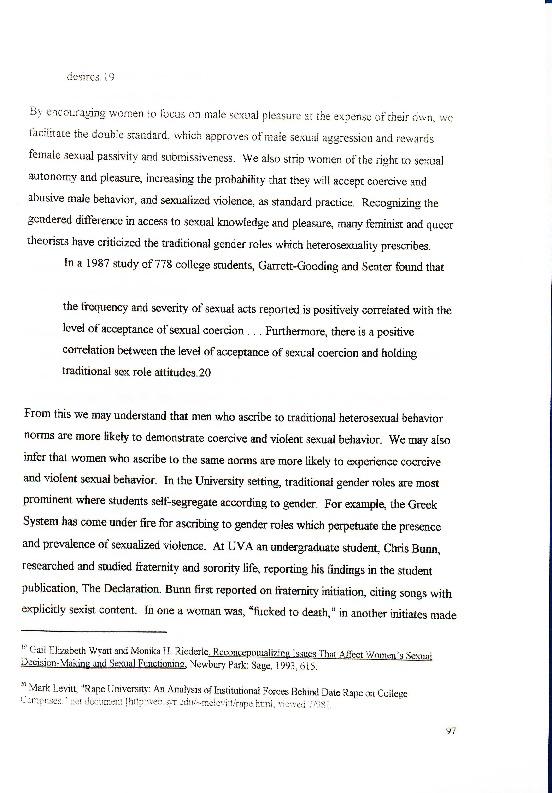 desires.19
By encouraging women to focus on male sexual pleasure at the expense of their own, we
facilitate the double standard, which approves of male sexual aggression and rewards
female sexual passivity and submissiveness. We also strip women of the right to sexual
autonomy and pleasure, increasing the probability that they will accept coercive and
abusive male behavior, and sexualized violence, as standard practice. Recognizing the
gendered difference in access to sexual knowledge and pleasure, many feminist and queer
theorists have criticized the traditional gender roles which heterosexuality prescribes.
In a 1987 study of 778 college students, Garrett-Gooding and Senter found that
the frequency and severity of sexual acts reported is positively correlated with the
level of acceptance of sexual coercion . . . Furthermore, there is a positive
correlation between the level of acceptance of sexual coercion and holding
traditional sex role attitudes.20
From this we may understand that men who ascribe to traditional heterosexual behavior
norms are more likely to demonstrate coercive and violent sexual behavior. We may also
infer that women who ascribe to the same norms are more likely to experience coercive
and violent sexual behavior. In the University setting, traditional gender roles are most
prominent where students self-segregate according to gender. For example, the Greek
System has come under fire for ascribing to gender roles which perpetuate the presence
and prevalence of sexualized violence. At UVA an undergraduate student, Chris Bunn,
researched and studied fraternity and sorority life, reporting his findings in the student
publication, The Declaration. Bunn first reported on fraternity initiation, citing songs with
explicitly sexist content. In one a woman was, "fucked to death," in another initiates made
19 Gail Elizabeth Wyatt and Monika H. Riederle, Reconceptualizing Issues That Affect Women's Sexual
Decision-Making and Sexual Functioning, Newbury Park: Sage, 1993, 615.
20 Mark Levitt, "Rape University: An Analysis of Institutional Forces Behind Date Rape on College
net document viewed
97